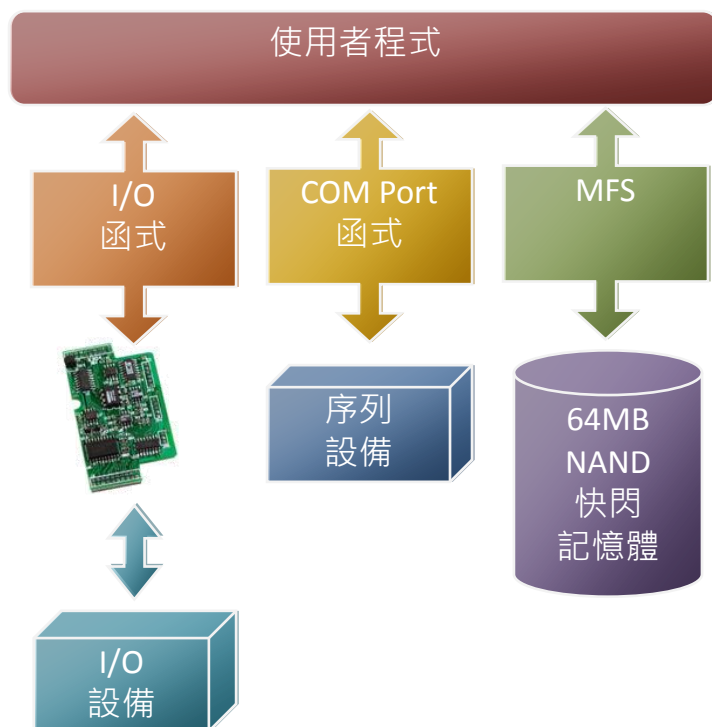 使用者程式
I/O
函式
COM Port
函式
MFS
序列
設備
64MB
NAND
快閃
記憶體
I/O
設備